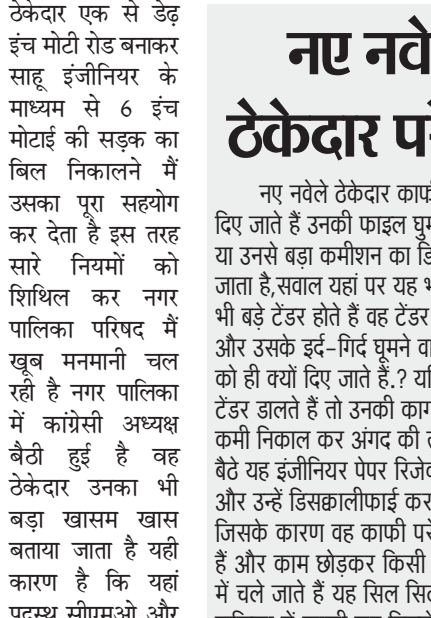 ठेकेदार एक से डेढ़
इंच मोटी रोड बनाकर
साहू इंजीनियर के
माध्यम से 6 इंच
मोटाई की सड़क का
बिल निकालने मैं
उसका पूरा सहयोग
कर देता है इस तरह
सारे नियमों को
शिथिल कर नगर
पालिका परिषद मैं
खूब मनमानी चल
रही है नगर पालिका
में कांग्रेसी अध्यक्ष
बैठी हुई है वह
ठेकेदार उनका भी
बड़ा खासम खास
बताया जाता है यही
कारण है कि यहां
पदस्थ सीएमओ और
नए नवे
ठेकेदार
नए नवेले ठेकेदार
दिए जाते हैं उनकी फाइल
या उनसे बड़ा कमीशन का
जाता है,सवाल यहां पर यह
भी बड़े टेंडर होते हैं वह टेंडर
और उसके इर्द-गिर्द घूमने
को ही क्यों दिए जाते हैं.?
टेंडर डालते हैं तो उनकी
कमी निकाल कर अंगद की
बैठे यह इंजीनियर पेपर
और उन्हें डिसक्वालीफाई कर
जिसके कारण वह काफी
हैं और काम छोड़कर किसी
में चले जाते हैं यह सिल